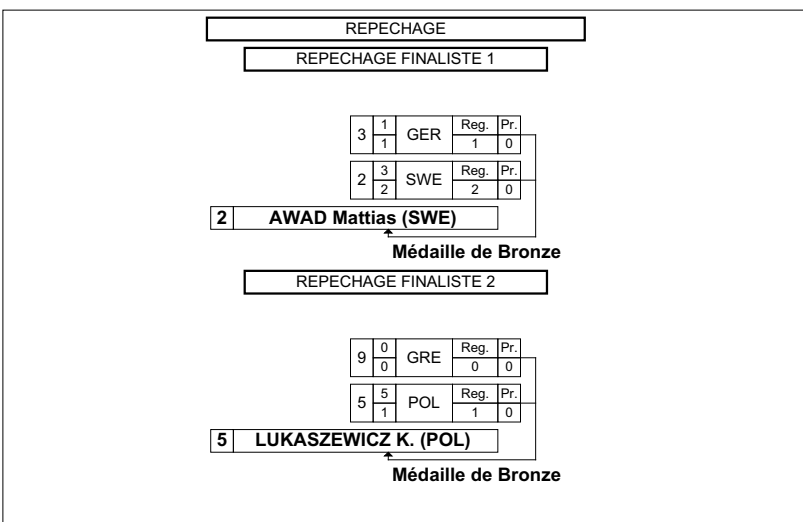 REPECHAGE
REPECHAGE FINALISTE 1
3 1 GER Reg. Pr.
1 1 0
2 3 SWE Reg. Pr.
2 2 0
2 AWAD Mattias (SWE)
Médaille de Bronze
REPECHAGE FINALISTE 2
9 0 GRE Reg. Pr.
0 0 0
5 5 POL Reg. Pr.
1 1 0
5 LUKASZEWICZ K. (POL)
Médaille de Bronze